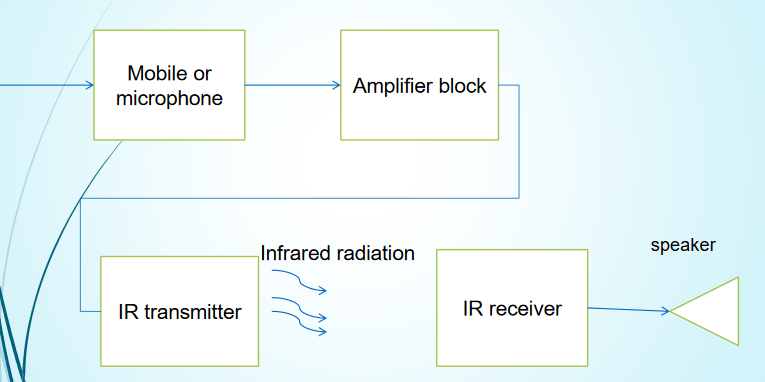 Mobile or
microphone
Amplifier block
Infrared radiation
speaker
IR transmitter
IR receiver